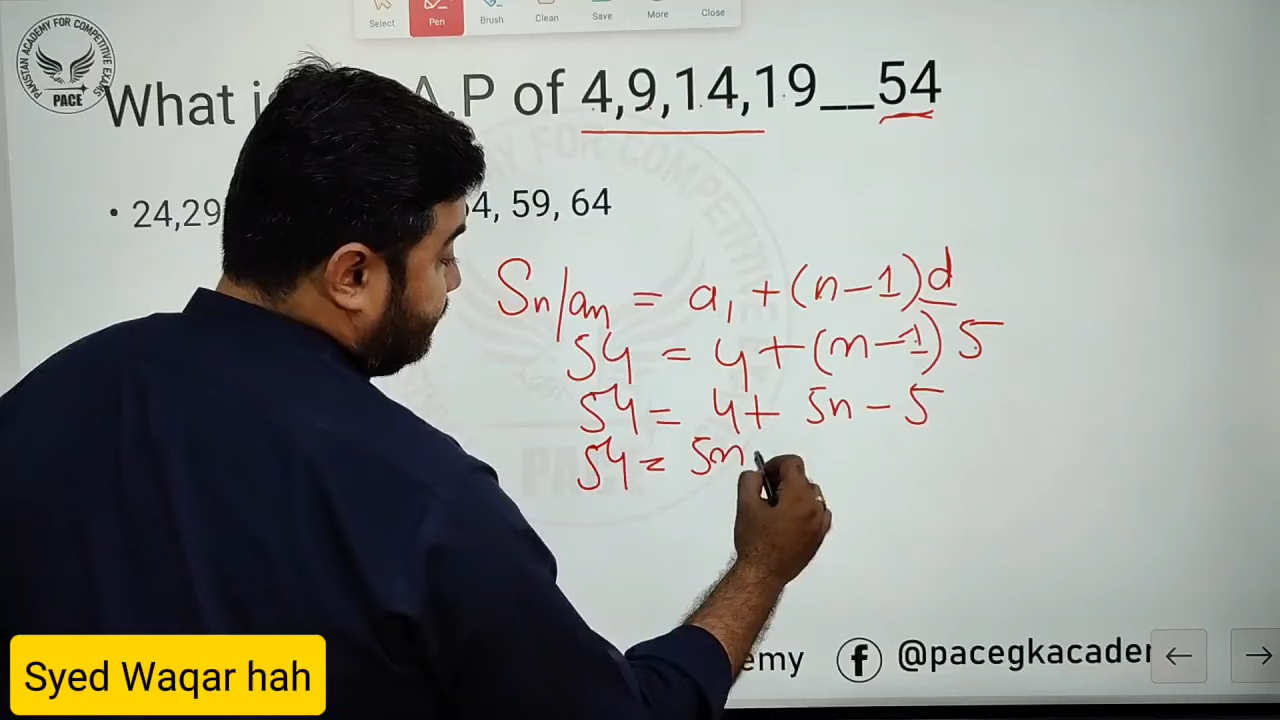 Select Pen Brush Clean Save More Close
PAKISTAN ACADEMY FOR COMPETITIVE EXAMS
PACE
What A.P of 4,9,14,19__54
• 24,29 4, 59, 64
Sn/an = a1 + (n-1)d
54 = 4+(n-1) 5
54 = 4+ 5n - 5
54 = 5n
PACE
emy f @pacegkacaden ← →
Syed Waqar hah